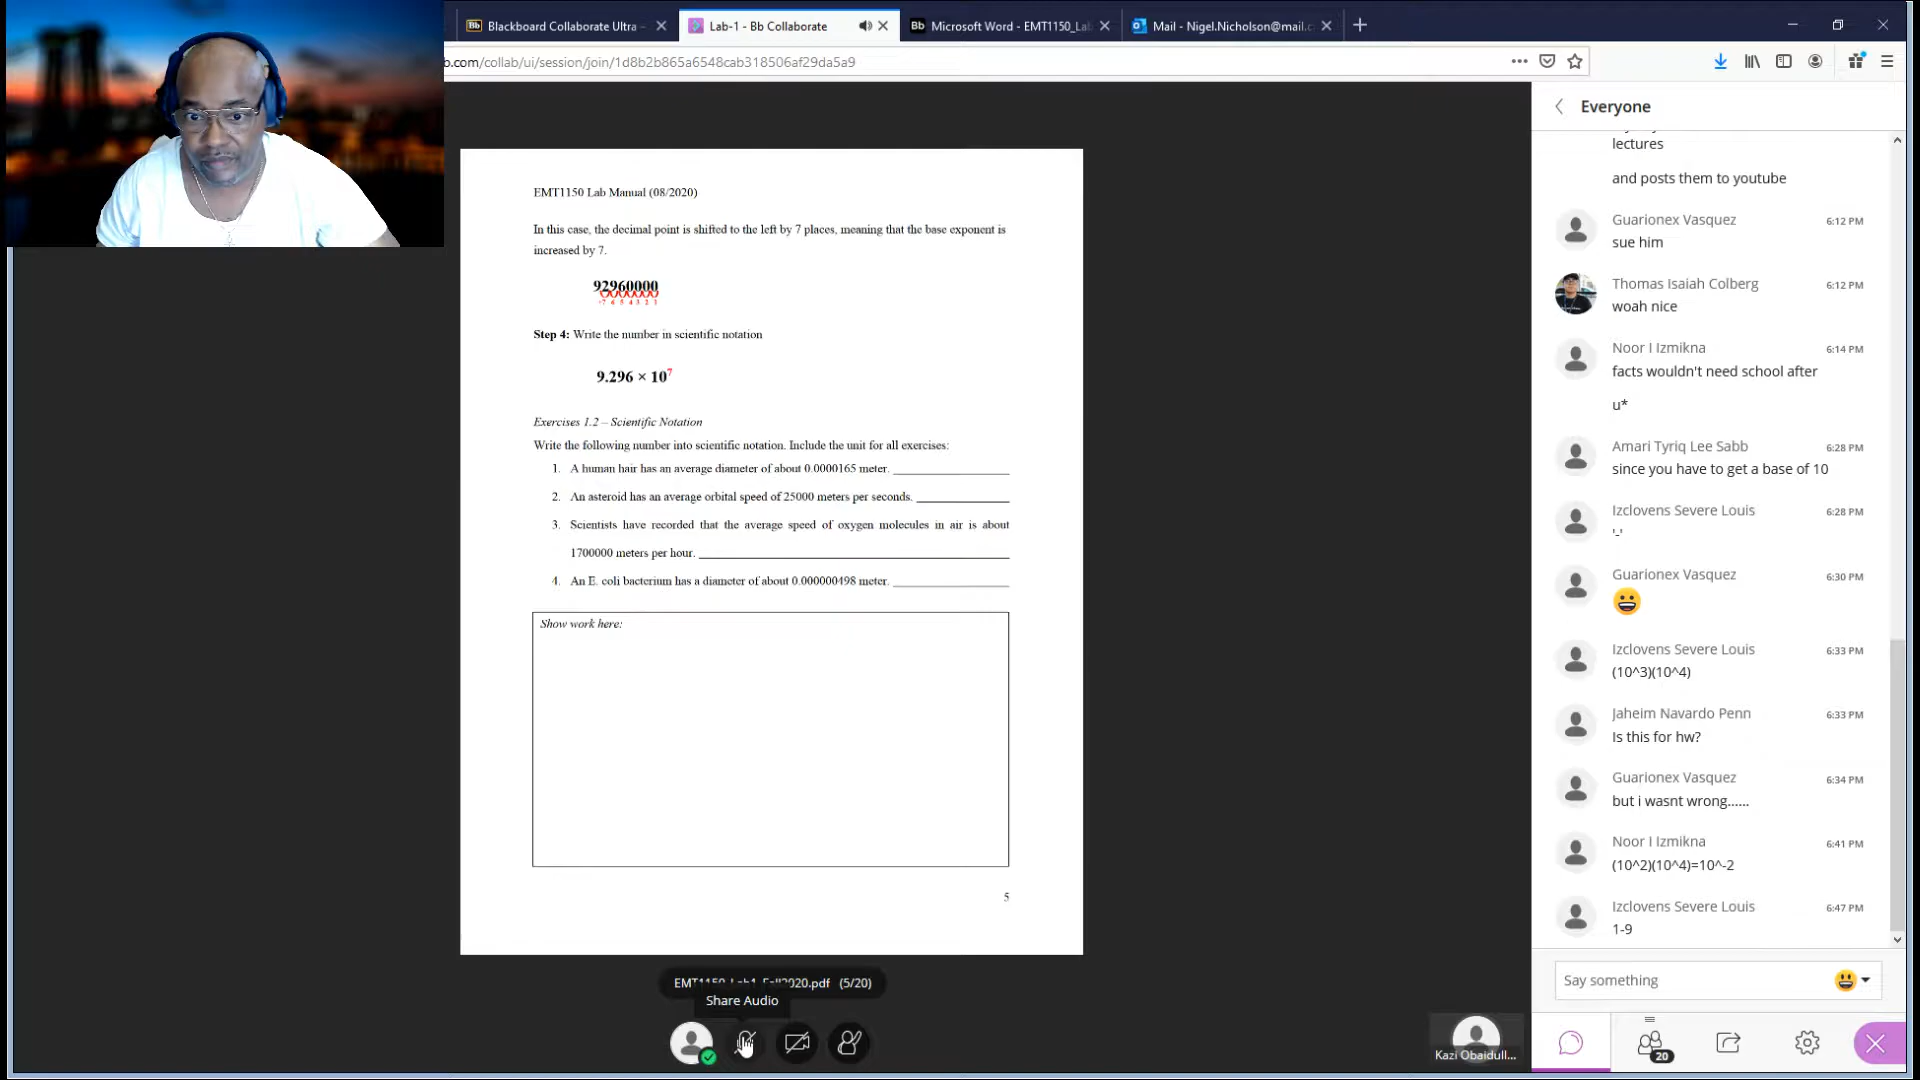 Blackboard Collaborate Ultra –
Lab-1 - Bb Collaborate
Microsoft Word - EMT1150_La
Mail - Nigel.Nicholson@mail.c
b.com/collab/ui/session/join/1d8b2b865a6548cab318506af29da5a9
EMT1150 Lab Manual (08/2020)
In this case, the decimal point is shifted to the left by 7 places, meaning that the base exponent is
increased by 7.
92960000
-7 6 5 4 3 2 1
Step 4: Write the number in scientific notation
9.296 × 10⁷
Exercises 1.2 – Scientific Notation
Write the following number into scientific notation. Include the unit for all exercises:
1. A human hair has an average diameter of about 0.0000165 meter.
2. An asteroid has an average orbital speed of 25000 meters per seconds.
3. Scientists have recorded that the average speed of oxygen molecules in air is about
1700000 meters per hour.
4. An E. coli bacterium has a diameter of about 0.000000498 meter.
Show work here:
5
EMT1150_Lab1_Fall2020.pdf (5/20)
Share Audio
Kazi Obaidull...
Everyone
lectures
and posts them to youtube
Guarionex Vasquez 6:12 PM
sue him
Thomas Isaiah Colberg 6:12 PM
woah nice
Noor I Izmikna 6:14 PM
facts wouldn't need school after
u*
Amari Tyriq Lee Sabb 6:28 PM
since you have to get a base of 10
Izclovens Severe Louis 6:28 PM
'-'
Guarionex Vasquez 6:30 PM
Izclovens Severe Louis 6:33 PM
(10^3)(10^4)
Jaheim Navardo Penn 6:33 PM
Is this for hw?
Guarionex Vasquez 6:34 PM
but i wasnt wrong......
Noor I Izmikna 6:41 PM
(10^2)(10^4)=10^-2
Izclovens Severe Louis 6:47 PM
1-9
Say something
20